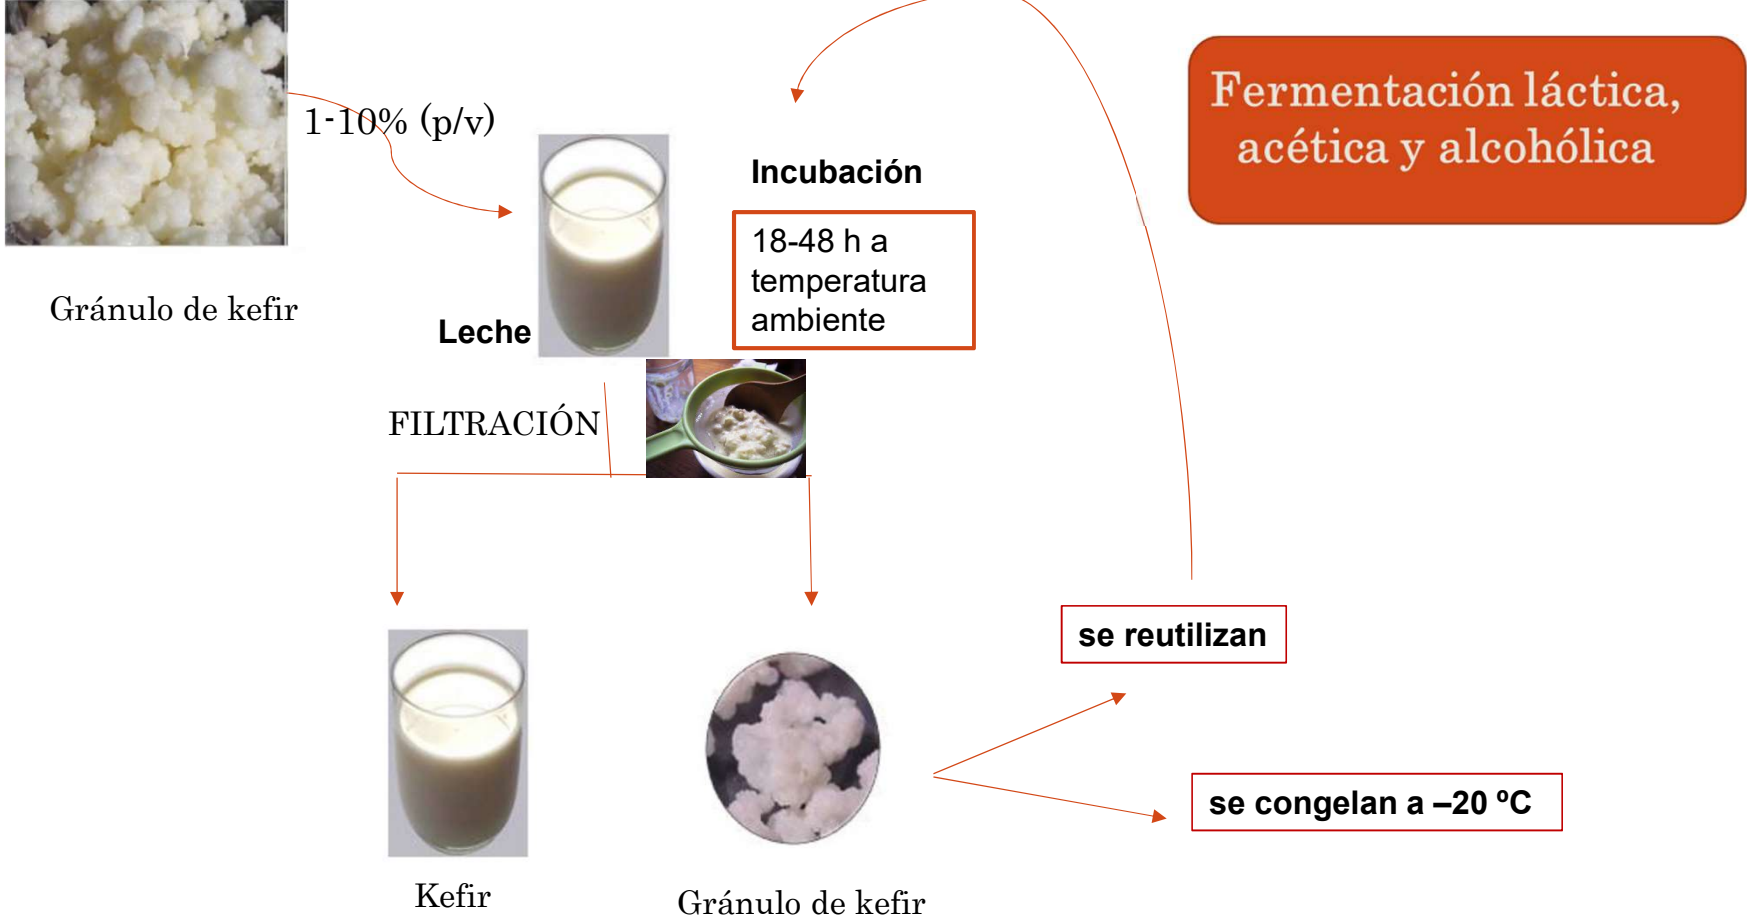 1-10% (p/v)
Gránulo de kefir
Leche
Incubación
18-48 h a
temperatura
ambiente
Fermentación láctica,
acética y alcohólica
FILTRACIÓN
Kefir
Gránulo de kefir
se reutilizan
se congelan a –20 ºC